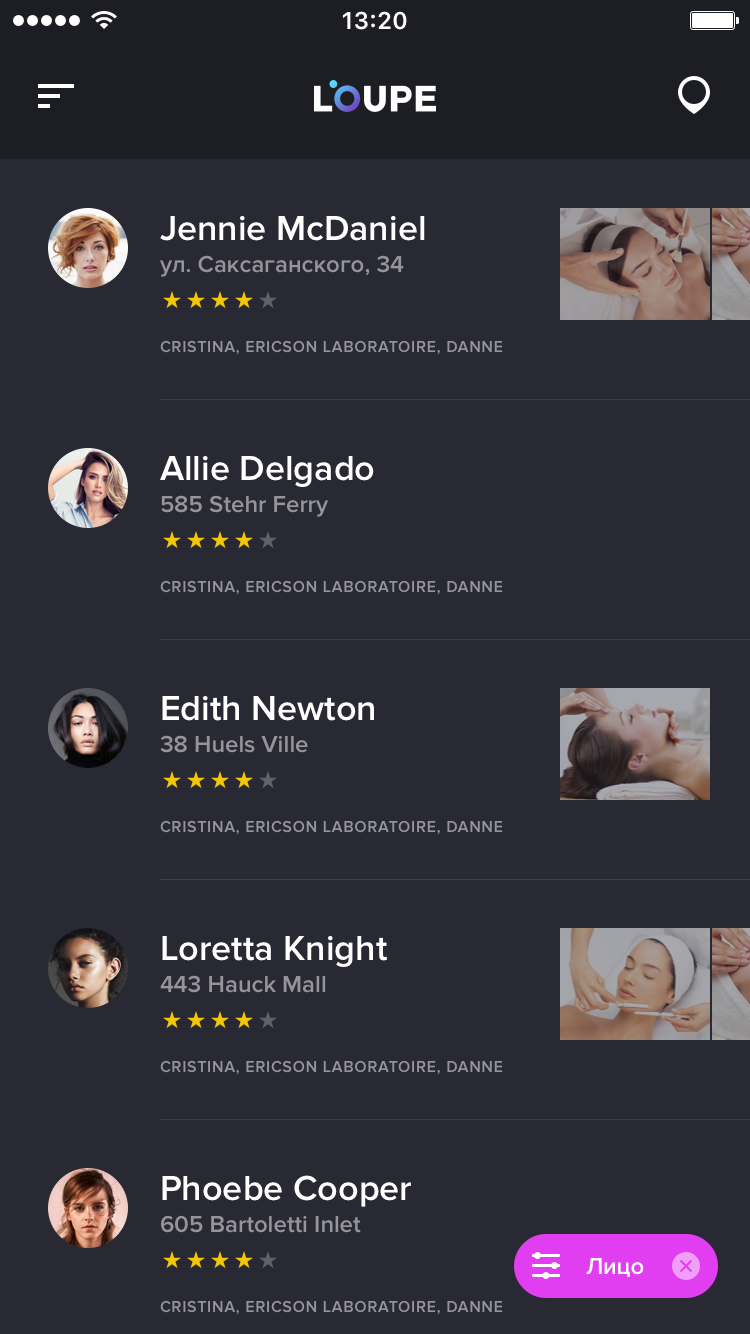 13:20
LOUPE
Jennie McDaniel
ул. Саксаганского, 34
CRISTINA, ERICSON LABORATOIRE, DANNE
Allie Delgado
585 Stehr Ferry
CRISTINA, ERICSON LABORATOIRE, DANNE
Edith Newton
38 Huels Ville
CRISTINA, ERICSON LABORATOIRE, DANNE
Loretta Knight
443 Hauck Mall
CRISTINA, ERICSON LABORATOIRE, DANNE
Phoebe Cooper
605 Bartoletti Inlet
Лицо
CRISTINA, ERICSON LABORATOIRE, DANNE